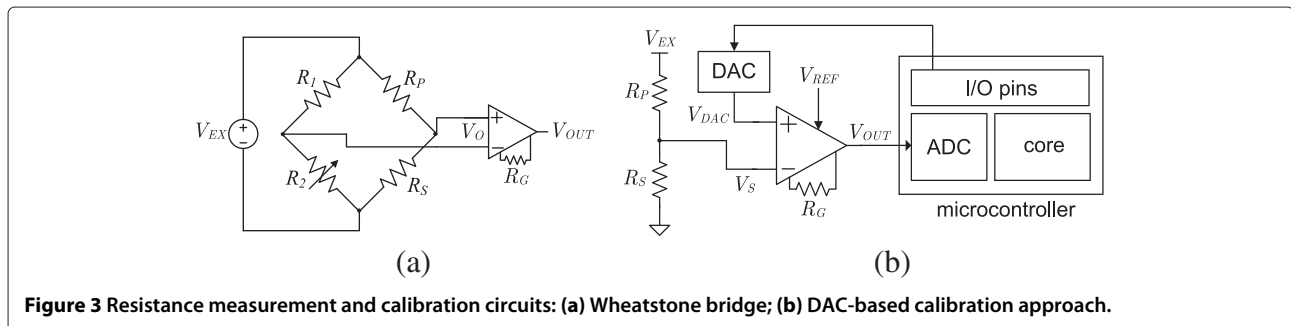 R_1
R_P
V_EX
+
−
R_2
R_S
V_O
+
−
V_OUT
R_G
(a)
V_EX
R_P
R_S
DAC
V_DAC
V_REF
+
−
V_S
R_G
V_OUT
I/O pins
ADC
core
microcontroller
(b)
Figure 3 Resistance measurement and calibration circuits: (a) Wheatstone bridge; (b) DAC-based calibration approach.